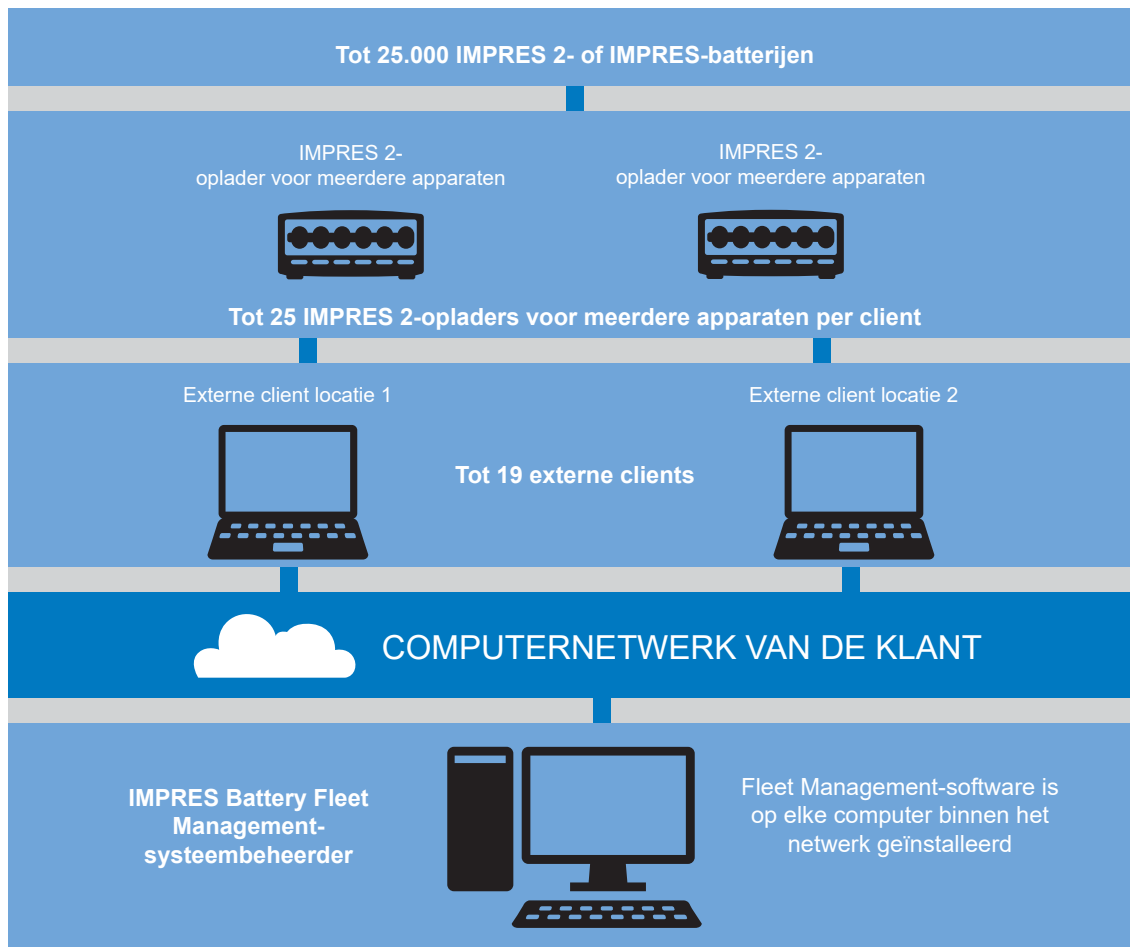 Tot 25.000 IMPRES 2- of IMPRES-batterijen
IMPRES 2-
oplader voor meerdere apparaten
IMPRES 2-
oplader voor meerdere apparaten
Tot 25 IMPRES 2-opladers voor meerdere apparaten per client
Externe client locatie 1
Externe client locatie 2
Tot 19 externe clients
COMPUTERNETWERK VAN DE KLANT
IMPRES Battery Fleet
Management-
systeembeheerder
Fleet Management-software is
op elke computer binnen het
netwerk geïnstalleerd